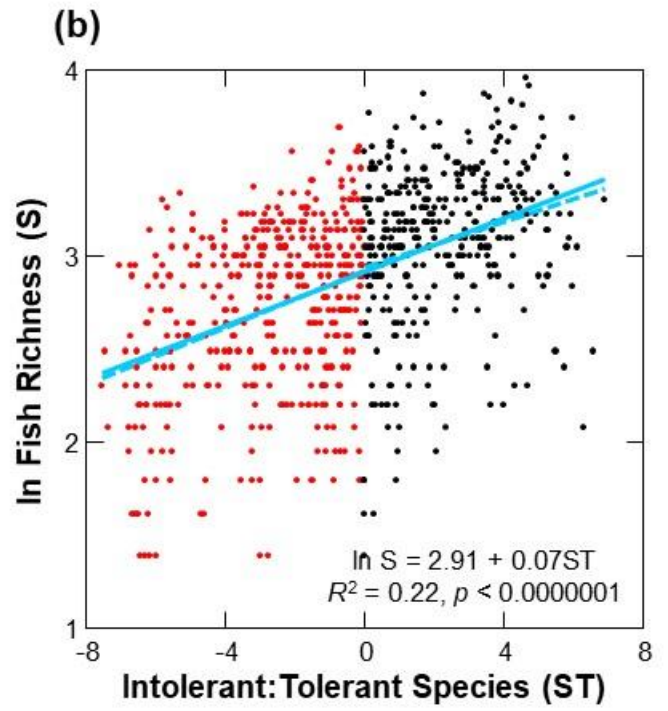 (b)
4
3
2
1
ln Fish Richness (S)
ln S = 2.91 + 0.07ST
R² = 0.22, p < 0.0000001
-8 -4 0 4 8
Intolerant:Tolerant Species (ST)